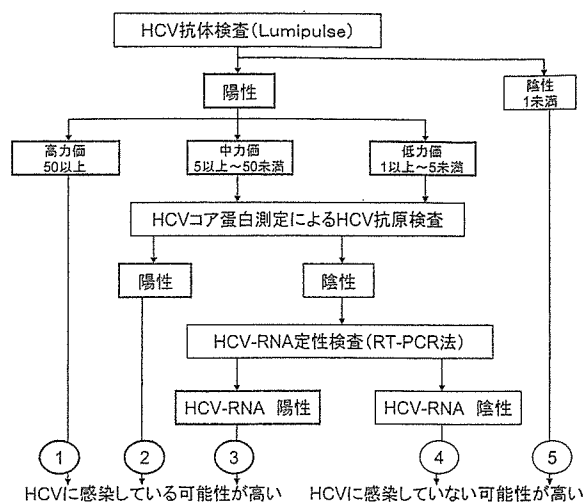 HCV抗体検査(Lumipulse)
陽性
陰性
1未満
高力価
50以上
中力価
5以上～50未満
低力価
1以上～5未満
HCVコア蛋白測定によるHCV抗原検査
陽性
陰性
HCV-RNA定性検査(RT-PCR法)
HCV-RNA 陽性
HCV-RNA 陰性
1
2
3
4
5
HCVに感染している可能性が高い
HCVに感染していない可能性が高い